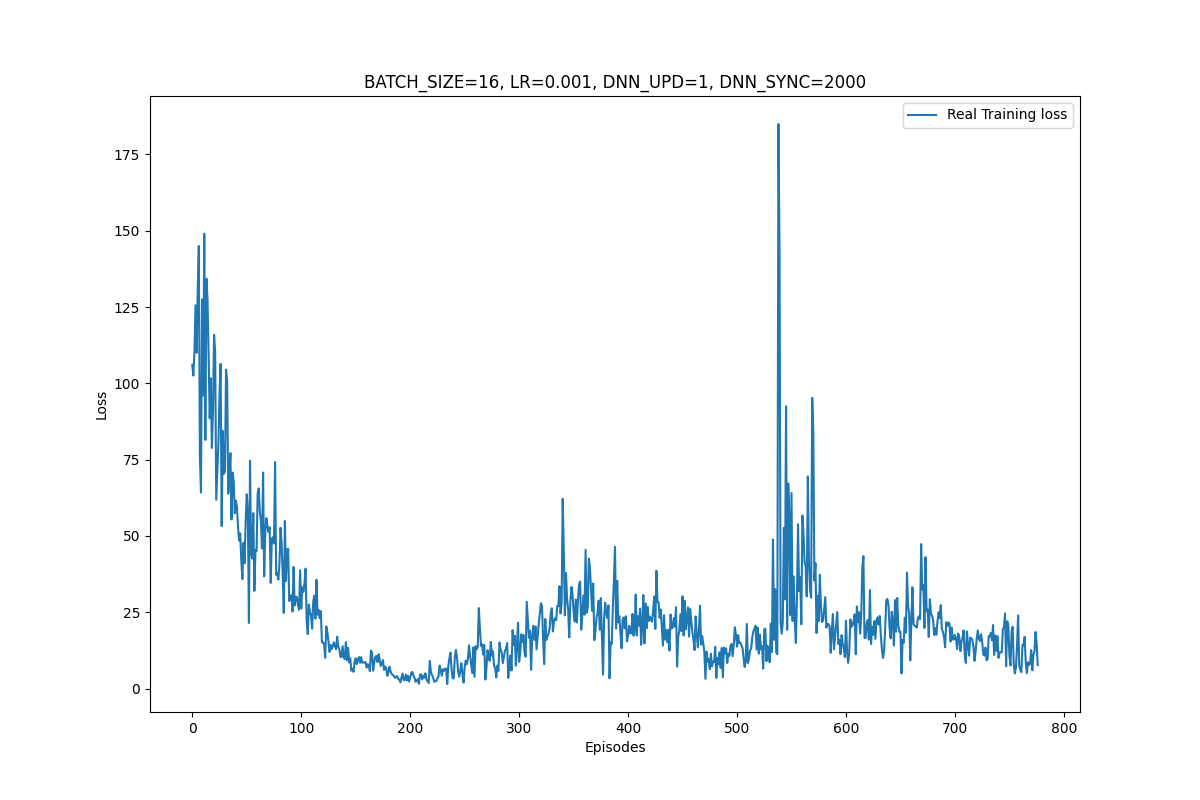 BATCH_SIZE=16, LR=0.001, DNN_UPD=1, DNN_SYNC=2000
Real Training loss
175
150
125
100
75
50
25
0
Loss
0 100 200 300 400 500 600 700 800
Episodes